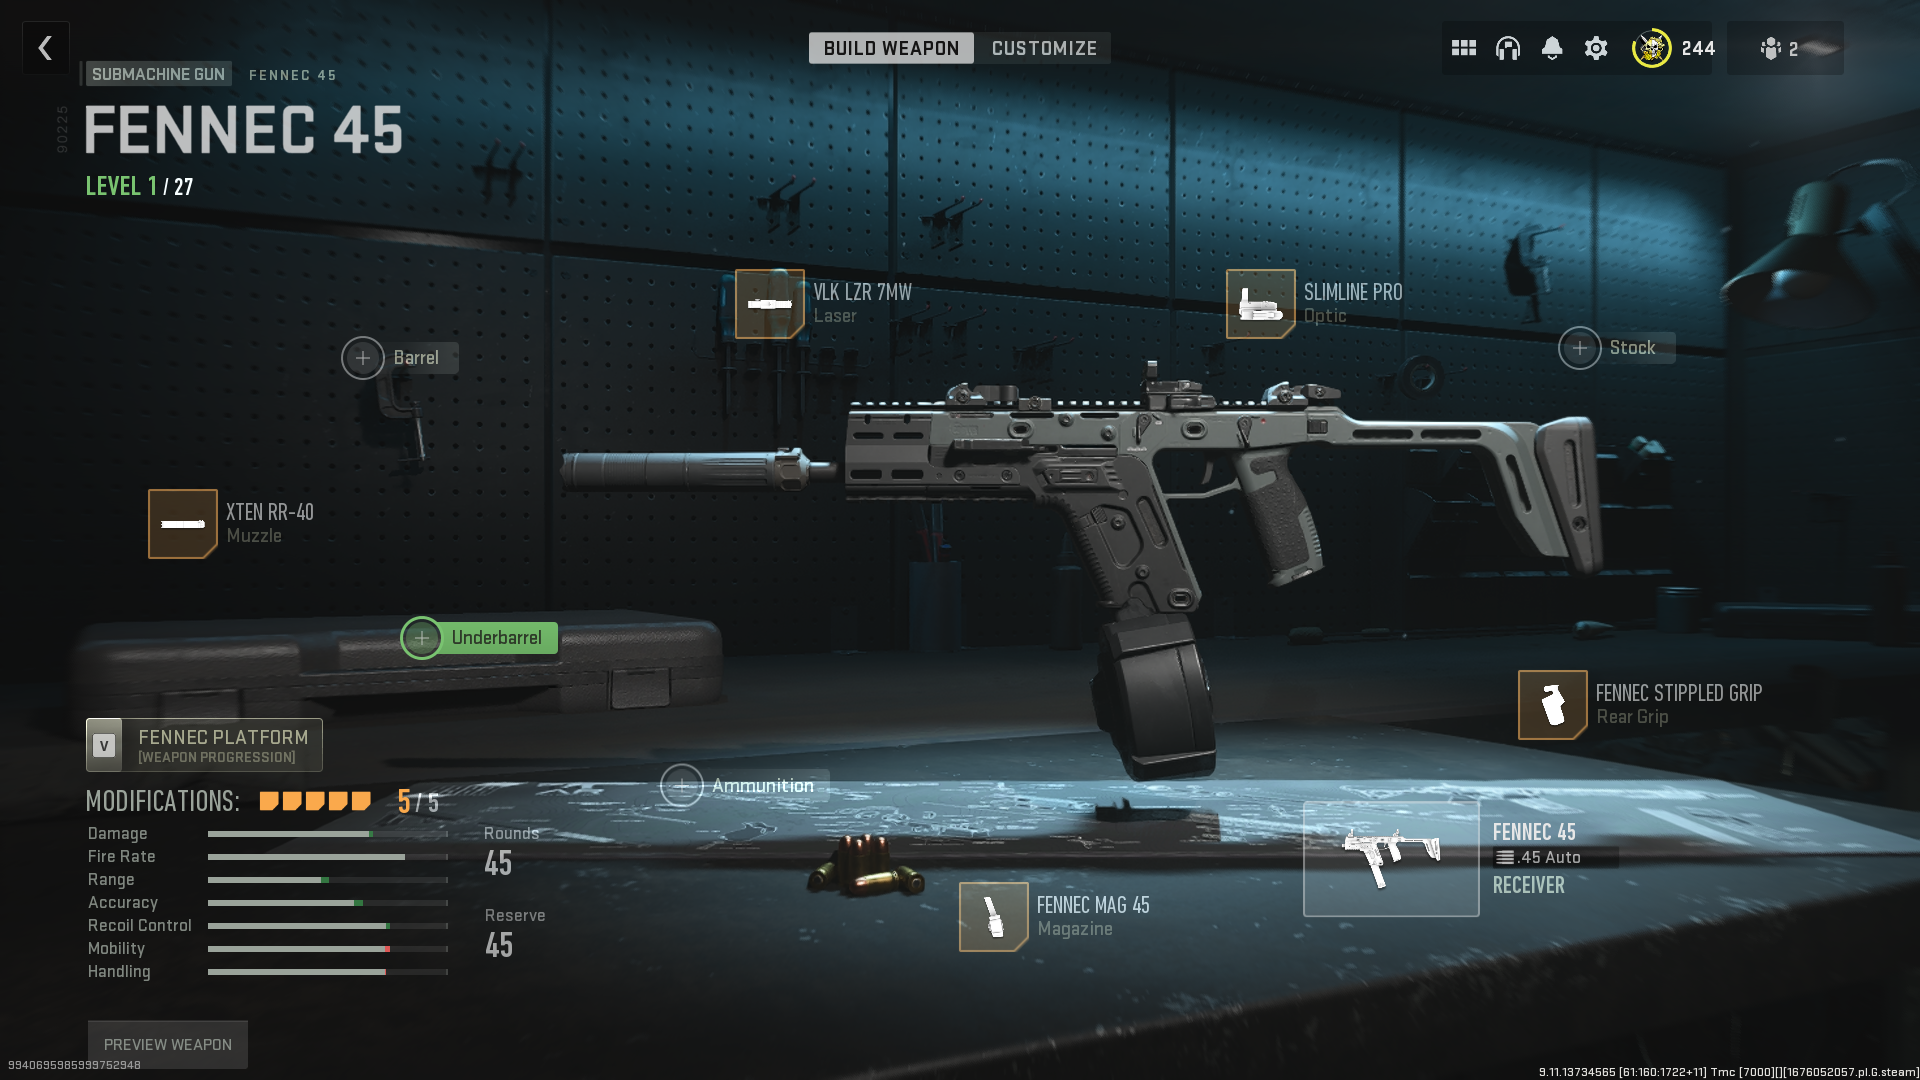 BUILD WEAPON
CUSTOMIZE
244
2
SUBMACHINE GUN
FENNEC 45
90225
FENNEC 45
LEVEL 1 / 27
VLK LZR 7MW
Laser
SLIMLINE PRO
Optic
Barrel
Stock
XTEN RR-40
Muzzle
Underbarrel
FENNEC STIPPLED GRIP
Rear Grip
V
FENNEC PLATFORM
[WEAPON PROGRESSION]
Ammunition
MODIFICATIONS: 5 / 5
Damage
Fire Rate
Range
Accuracy
Recoil Control
Mobility
Handling
Rounds
45
Reserve
45
FENNEC 45
.45 Auto
RECEIVER
FENNEC MAG 45
Magazine
PREVIEW WEAPON
9940695985999752948
9.11.13734565 [61:160:1722+11] Tmc [7000][][1676052057.pl.G.steam]